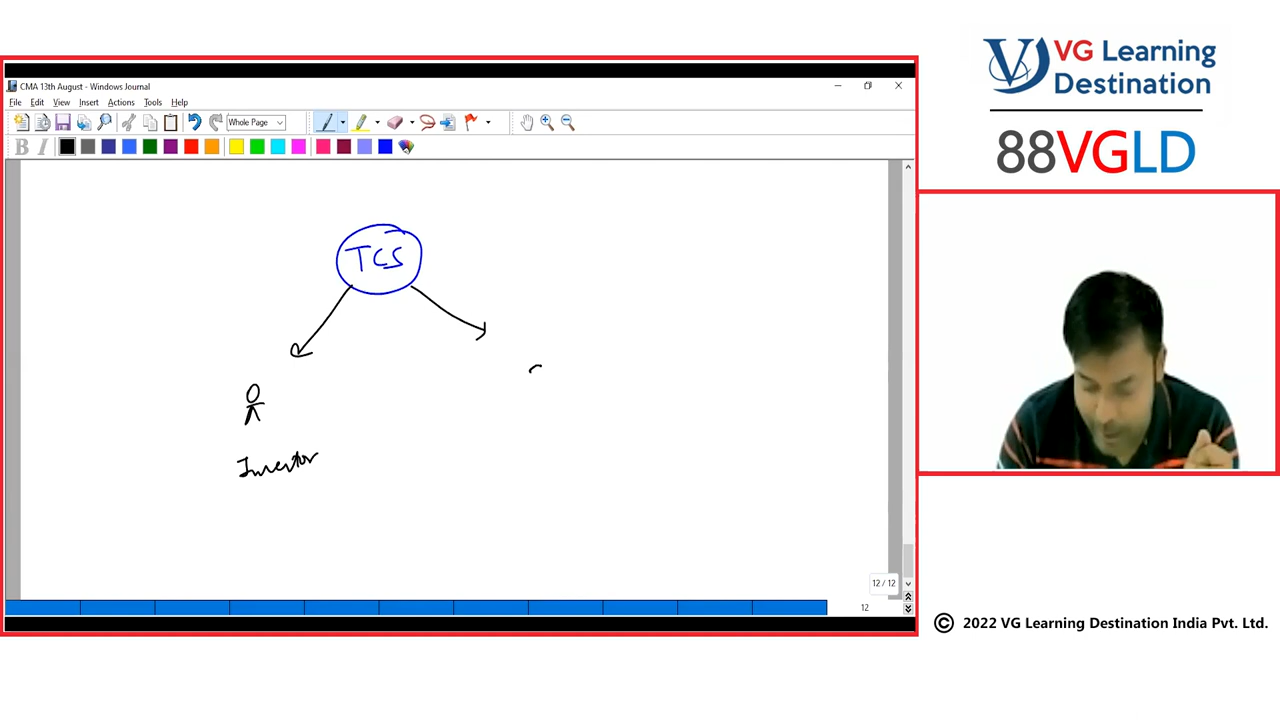 CMA 13th August - Windows Journal
File Edit View Insert Actions Tools Help
Whole Page
B I
TCS
Investor
12 / 12
12
VG Learning
Destination
88VGLD
© 2022 VG Learning Destination India Pvt. Ltd.